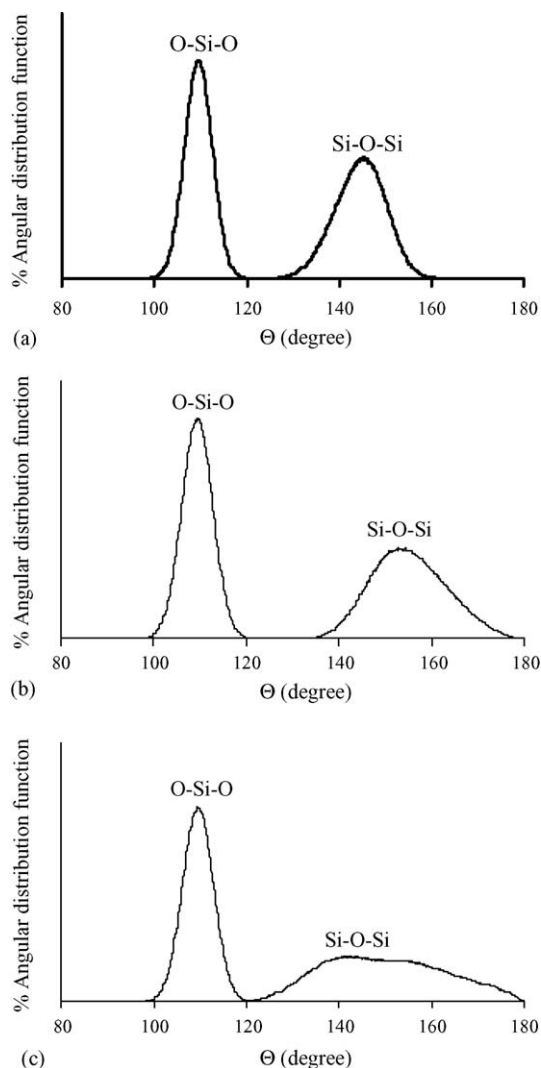 % Angular distribution function
O-Si-O
Si-O-Si
80 100 120 140 160 180
(a)
Θ (degree)
% Angular distribution function
O-Si-O
Si-O-Si
80 100 120 140 160 180
(b)
Θ (degree)
% Angular distribution function
O-Si-O
Si-O-Si
80 100 120 140 160 180
(c)
Θ (degree)